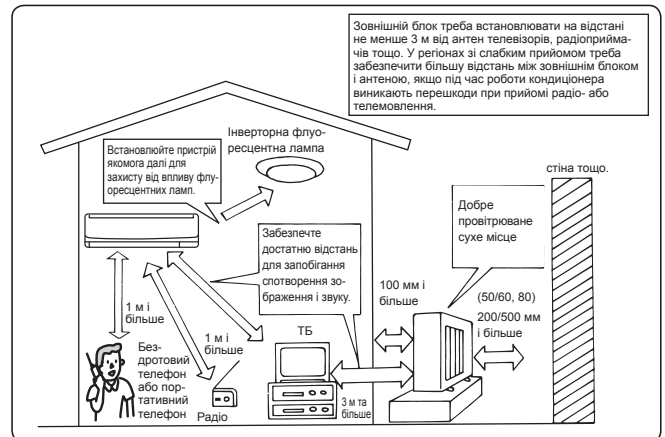 Зовнішній блок треба встановлювати на відстані
не менше 3 м від антен телевізорів, радіоприйма-
чів тощо. У регіонах зі слабким прийомом треба
забезпечити більшу відстань між зовнішнім блоком
і антеною, якщо під час роботи кондиціонера
виникають перешкоди при прийомі радіо- або
телемовлення.
Інверторна флуо-
ресцентна лампа
Встановлюйте пристрій
якомога далі для
захисту від впливу флу-
оресцентних ламп.
стіна тощо.
Добре
провітрюване
сухе місце
Забезпечте
достатню відстань
для запобігання
спотворення зо-
браження і звуку.
100 мм і
більше
(50/60, 80)
200/500 мм
і більше
1 м і
більше
1 м і
більше
ТБ
Без-
дротовий
телефон
або пор-
тативний
телефон
Радіо
3 м та
більше